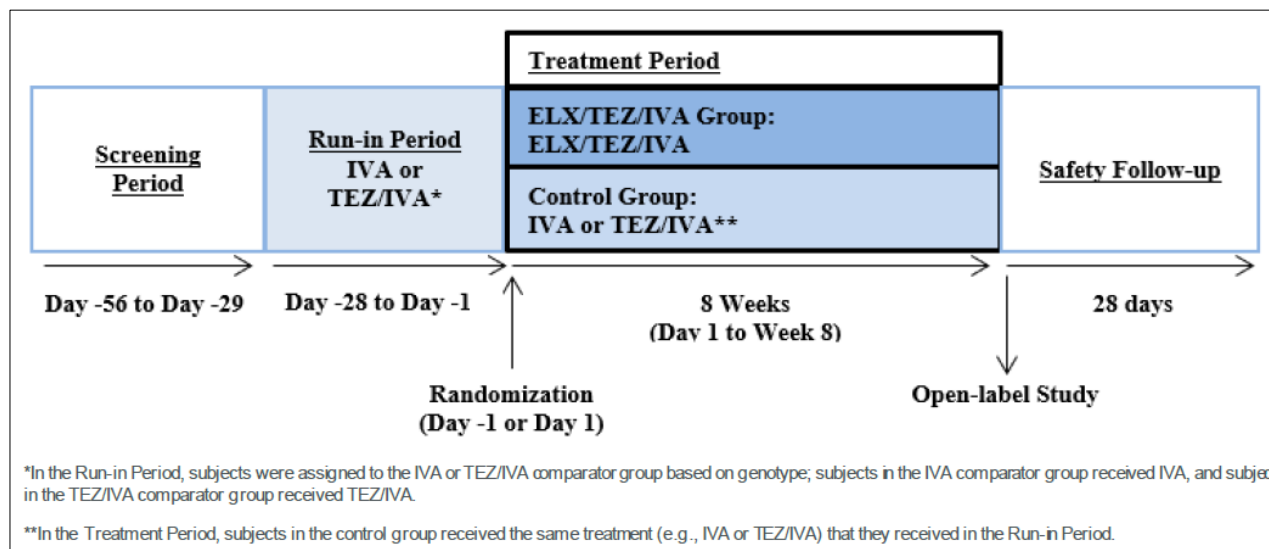 Treatment Period
Screening
Period
Run-in Period
IVA or
TEZ/IVA*
ELX/TEZ/IVA Group:
ELX/TEZ/IVA
Control Group:
IVA or TEZ/IVA**
Safety Follow-up
Day -56 to Day -29
Day -28 to Day -1
8 Weeks
(Day 1 to Week 8)
28 days
Randomization
(Day -1 or Day 1)
Open-label Study
*In the Run-in Period, subjects were assigned to the IVA or TEZ/IVA comparator group based on genotype; subjects in the IVA comparator group received IVA, and
in the TEZ/IVA comparator group received TEZ/IVA.
**In the Treatment Period, subjects in the control group received the same treatment (e.g., IVA or TEZ/IVA) that they received in the Run-in Period.